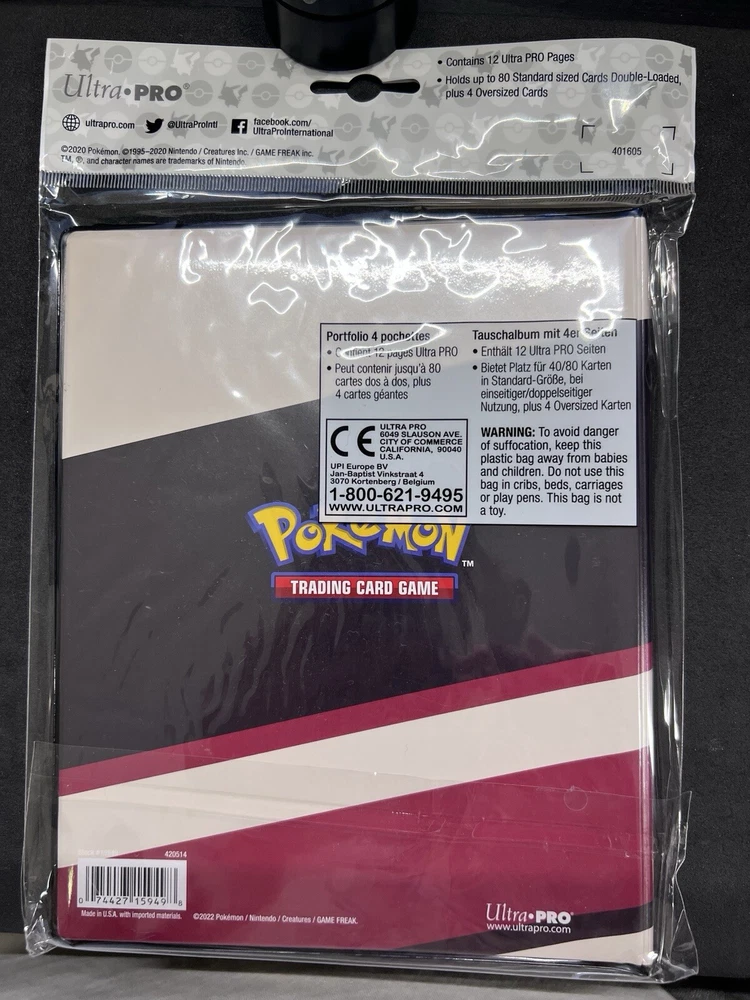 Ultra•PRO®
• Contains 12 Ultra PRO Pages
• Holds up to 80 Standard sized Cards Double-Loaded,
plus 4 Oversized Cards
ultrapro.com @UltraProIntl facebook.com/
UltraProInternational
©2020 Pokémon. ©1995–2020 Nintendo / Creatures Inc. / GAME FREAK inc.
TM, ®, and character names are trademarks of Nintendo.
401605
Portfolio 4 pochettes
• Contient 12 pages Ultra PRO
• Peut contenir jusqu'à 80
cartes dos à dos, plus
4 cartes géantes
Tauschalbum mit 4er Seiten
• Enthält 12 Ultra PRO Seiten
• Bietet Platz für 40/80 Karten
in Standard-Größe, bei
einseitiger/doppelseitiger
Nutzung, plus 4 Oversized Karten
CE
ULTRA PRO
6049 SLAUSON AVE.
CITY OF COMMERCE
CALIFORNIA, 90040
U.S.A.
UPI Europe BV
Jan-Baptist Vinkstraat 4
3070 Kortenberg / Belgium
1-800-621-9495
WWW.ULTRAPRO.COM
WARNING: To avoid danger
of suffocation, keep this
plastic bag away from babies
and children. Do not use this
bag in cribs, beds, carriages
or play pens. This bag is not
a toy.
POKÉMON™
TRADING CARD GAME
420514
0 74427 15949 8
Made in U.S.A. with imported materials.
©2022 Pokémon / Nintendo / Creatures / GAME FREAK.
Ultra•PRO®
www.ultrapro.com